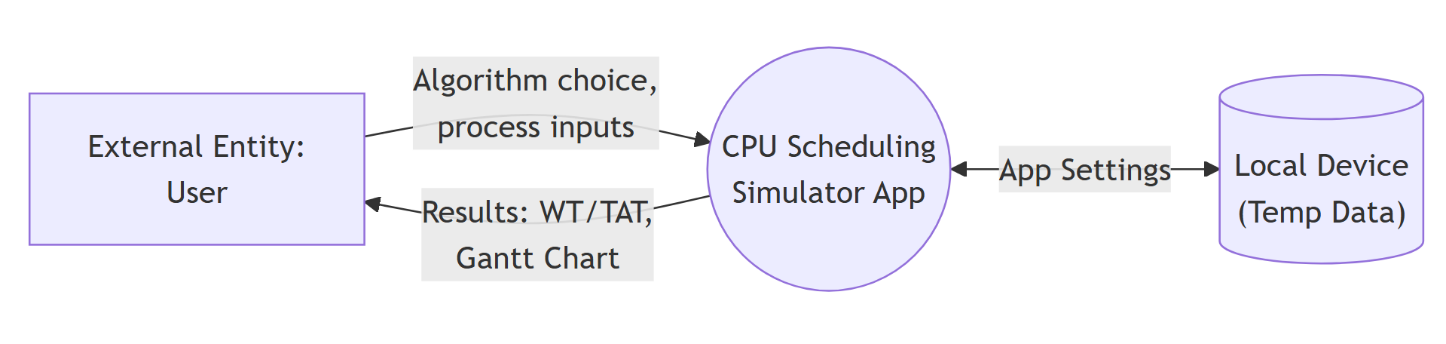 External Entity:
User
Algorithm choice,
process inputs
Results: WT/TAT,
Gantt Chart
CPU Scheduling
Simulator App
App Settings
Local Device
(Temp Data)